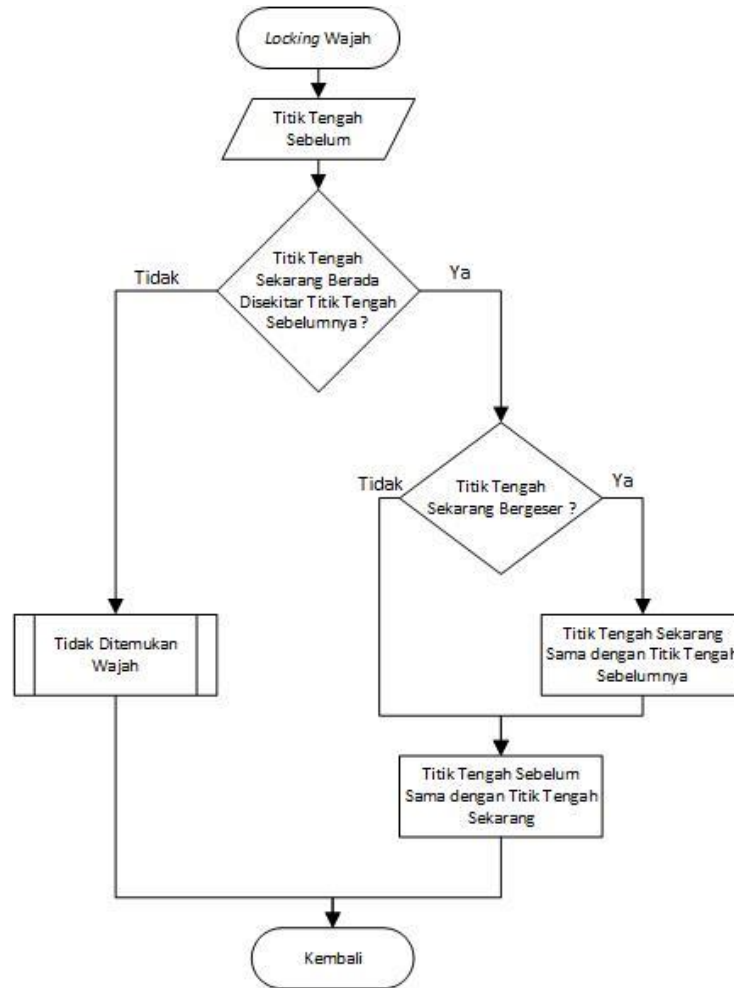 Locking Wajah
Titik Tengah
Sebelum
Titik Tengah
Sekarang Berada
Disekitar Titik Tengah
Sebelumnya ?
Tidak
Ya
Titik Tengah
Sekarang Bergeser ?
Tidak
Ya
Tidak Ditemukan
Wajah
Titik Tengah Sekarang
Sama dengan Titik Tengah
Sebelumnya
Titik Tengah Sebelum
Sama dengan Titik Tengah
Sekarang
Kembali